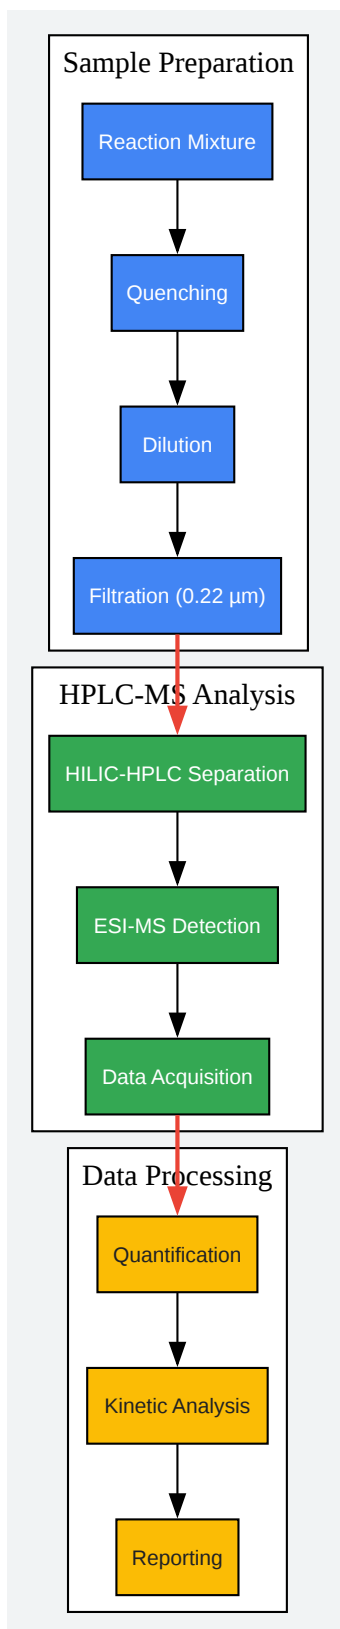 Sample Preparation
Reaction Mixture
Quenching
Dilution
Filtration (0.22 µm)
HPLC-MS Analysis
HILIC-HPLC Separation
ESI-MS Detection
Data Acquisition
Data Processing
Quantification
Kinetic Analysis
Reporting